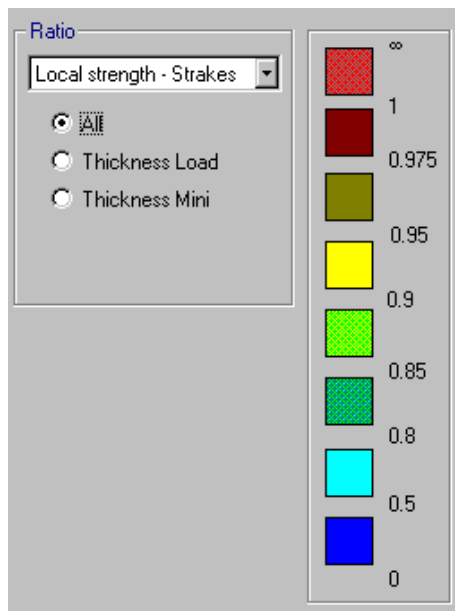 Ratio
Local strength - Strakes
All
Thickness Load
Thickness Mini
∞
1
0.975
0.95
0.9
0.85
0.8
0.5
0